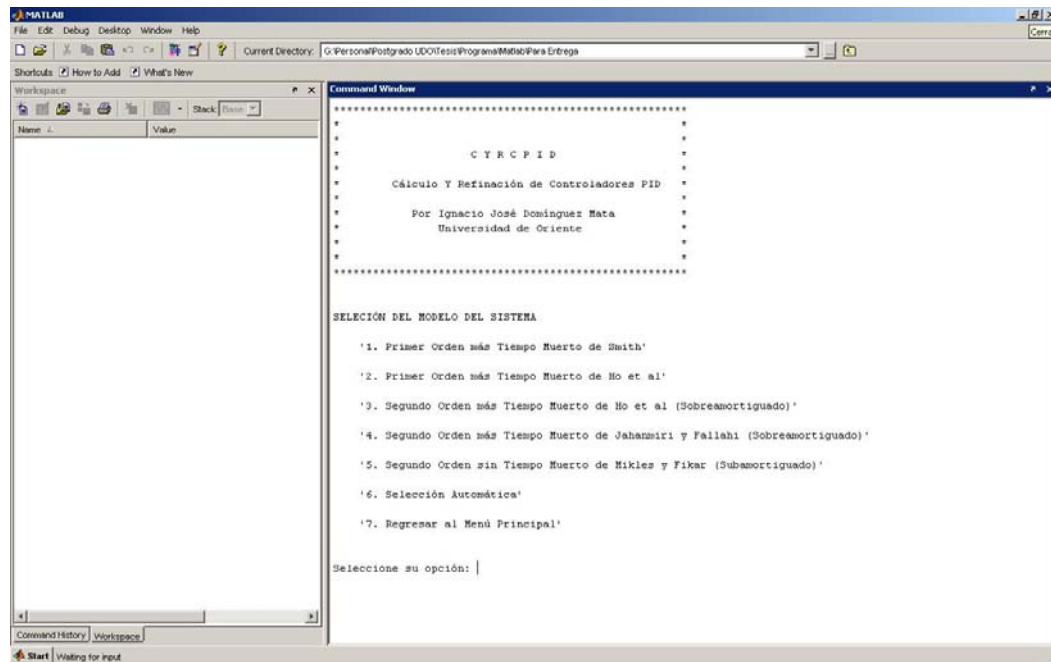 MATLAB
File Edit Debug Desktop Window Help
Cerra
Current Directory: G:\Personal\Postgrado UDO\Tesis\Programa\Matlab\Para Entrega
Shortcuts How to Add What's New
Workspace
Stack: Base
Name Value
Command History Workspace
Command Window
*******************************************************
* *
* *
* C Y R C P I D *
* *
* Cálculo Y Refinación de Controladores PID *
* *
* Por Ignacio José Domínguez Mata *
* Universidad de Oriente *
* *
* *
*******************************************************
SELECIÓN DEL MODELO DEL SISTEMA
'1. Primer Orden más Tiempo Muerto de Smith'
'2. Primer Orden más Tiempo Muerto de Ho et al'
'3. Segundo Orden más Tiempo Muerto de Ho et al (Sobreamortiguado)'
'4. Segundo Orden más Tiempo Muerto de Jahanmiri y Fallahi (Sobreamortiguado)'
'5. Segundo Orden sin Tiempo Muerto de Mikles y Fikar (Subamortiguado)'
'6. Selección Automática'
'7. Regresar al Menú Principal'
Seleccione su opción:
Start Waiting for input